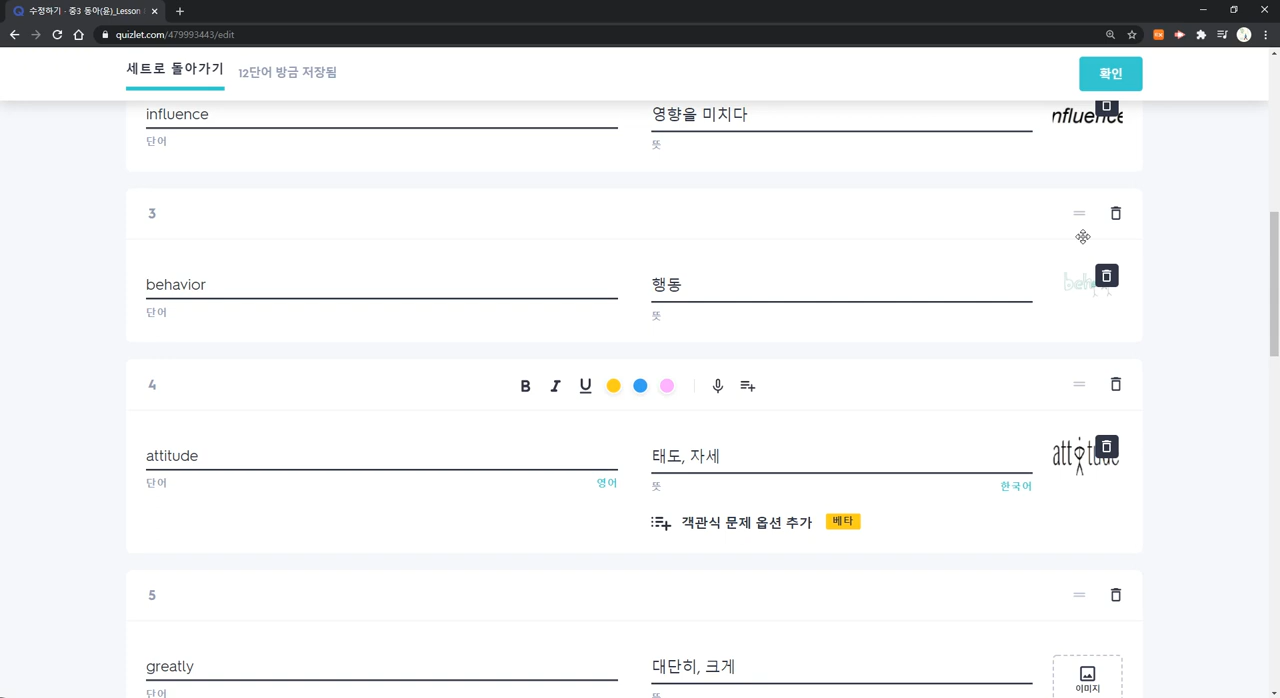 수정하기 · 중3 동아(윤)_Lesson
quizlet.com/479993443/edit
세트로 돌아가기
12단어 방금 저장됨
확인
influence
영향을 미치다
단어
뜻
3
behavior
행동
단어
뜻
4
B I U
attitude
태도, 자세
attitude
단어
영어
뜻
한국어
객관식 문제 옵션 추가
베타
5
greatly
대단히, 크게
이미지
단어
뜻